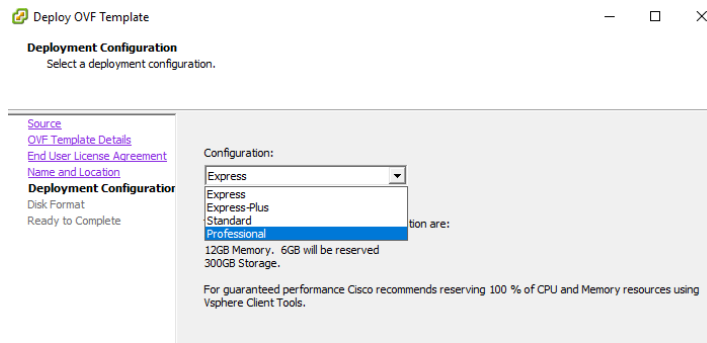 Deploy OVF Template
Deployment Configuration
Select a deployment configuration.
Source
OVF Template Details
End User License Agreement
Name and Location
Deployment Configuration
Disk Format
Ready to Complete
Configuration:
Express
Express
Express-Plus
Standard
Professional
tion are:
12GB Memory. 6GB will be reserved
300GB Storage.
For guaranteed performance Cisco recommends reserving 100 % of CPU and Memory resources using
Vsphere Client Tools.